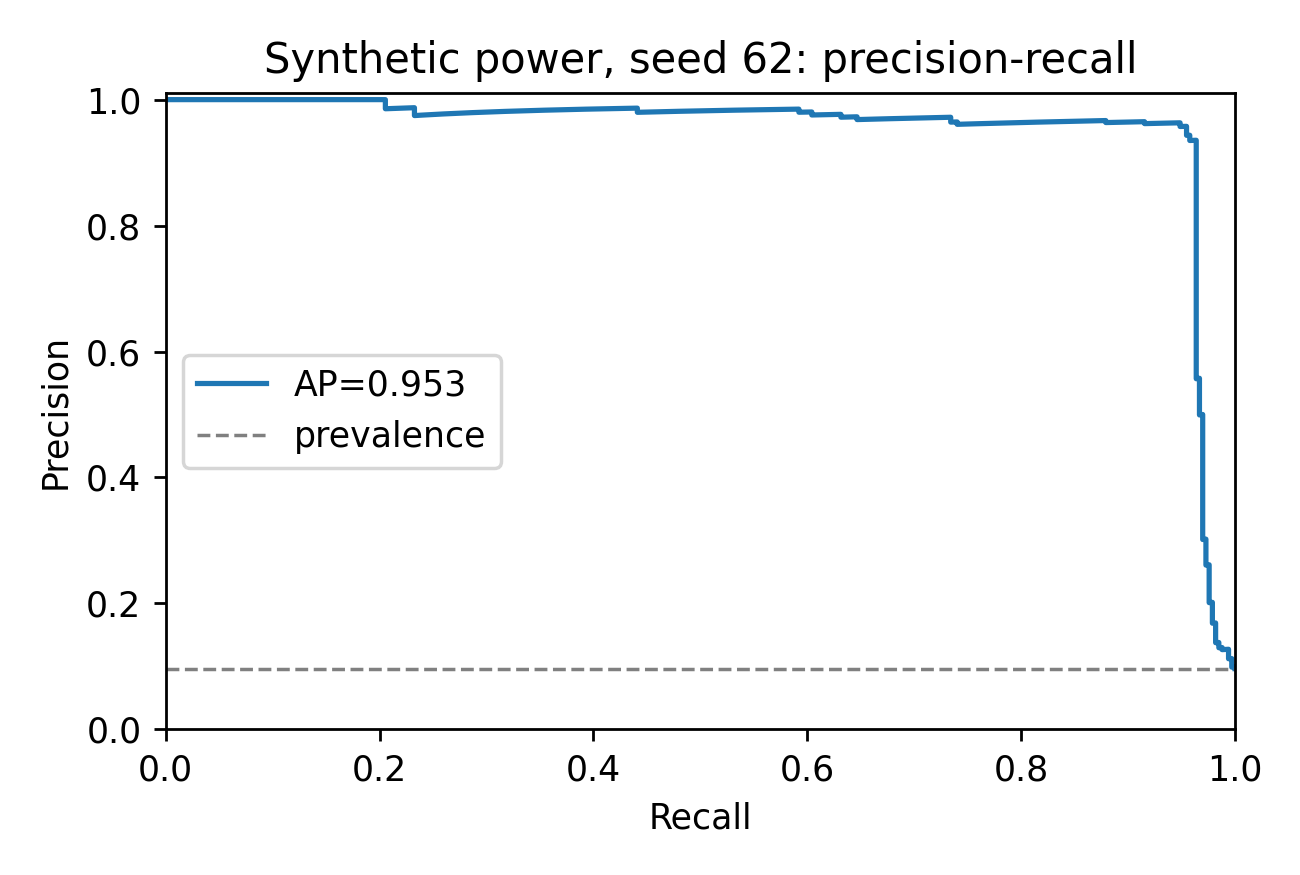 Synthetic power, seed 62: precision-recall
1.0
0.8
0.6
0.4
0.2
0.0
Precision
AP=0.953
prevalence
0.0 0.2 0.4 0.6 0.8 1.0
Recall